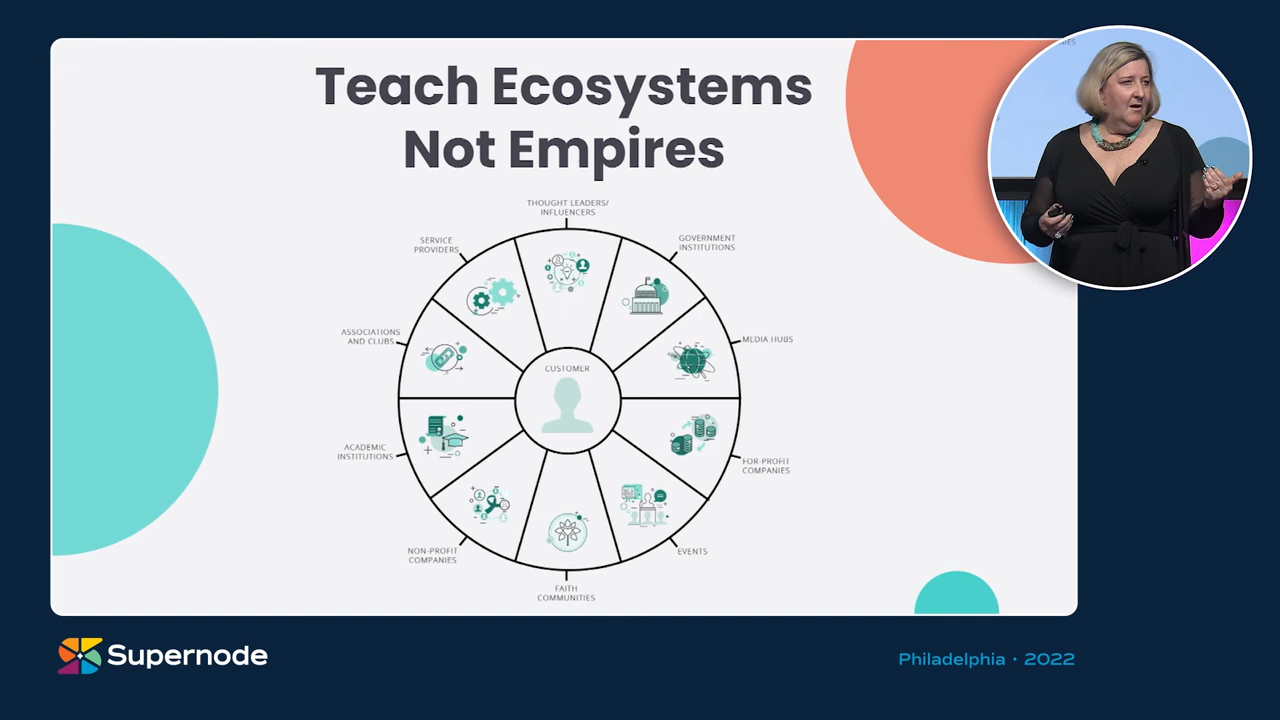 Teach Ecosystems
Not Empires
THOUGHT LEADERS/
INFLUENCERS
SERVICE
PROVIDERS
GOVERNMENT
INSTITUTIONS
ASSOCIATIONS
AND CLUBS
MEDIA HUBS
CUSTOMER
ACADEMIC
INSTITUTIONS
FOR-PROFIT
COMPANIES
NON-PROFIT
COMPANIES
EVENTS
FAITH
COMMUNITIES
Supernode
Philadelphia · 2022